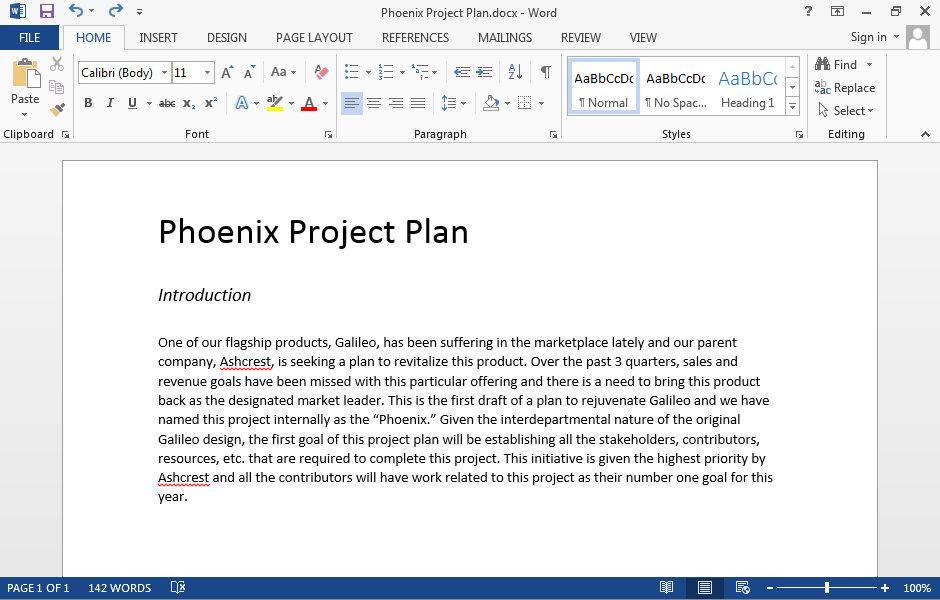 Phoenix Project Plan.docx - Word
?
FILE HOME INSERT DESIGN PAGE LAYOUT REFERENCES MAILINGS REVIEW VIEW Sign in
Paste
Calibri (Body) 11 A A Aa
B I U abc X₂ X² A ab A
A Z ¶
AaBbCcDc AaBbCcDc AaBbCc
¶ Normal ¶ No Spac... Heading 1
Find
Replace
Select
Clipboard Font Paragraph Styles Editing
Phoenix Project Plan
Introduction
One of our flagship products, Galileo, has been suffering in the marketplace lately and our parent
company, Ashcrest, is seeking a plan to revitalize this product. Over the past 3 quarters, sales and
revenue goals have been missed with this particular offering and there is a need to bring this product
back as the designated market leader. This is the first draft of a plan to rejuvenate Galileo and we have
named this project internally as the “Phoenix.” Given the interdepartmental nature of the original
Galileo design, the first goal of this project plan will be establishing all the stakeholders, contributors,
resources, etc. that are required to complete this project. This initiative is given the highest priority by
Ashcrest and all the contributors will have work related to this project as their number one goal for this
year.
PAGE 1 OF 1 142 WORDS 100%